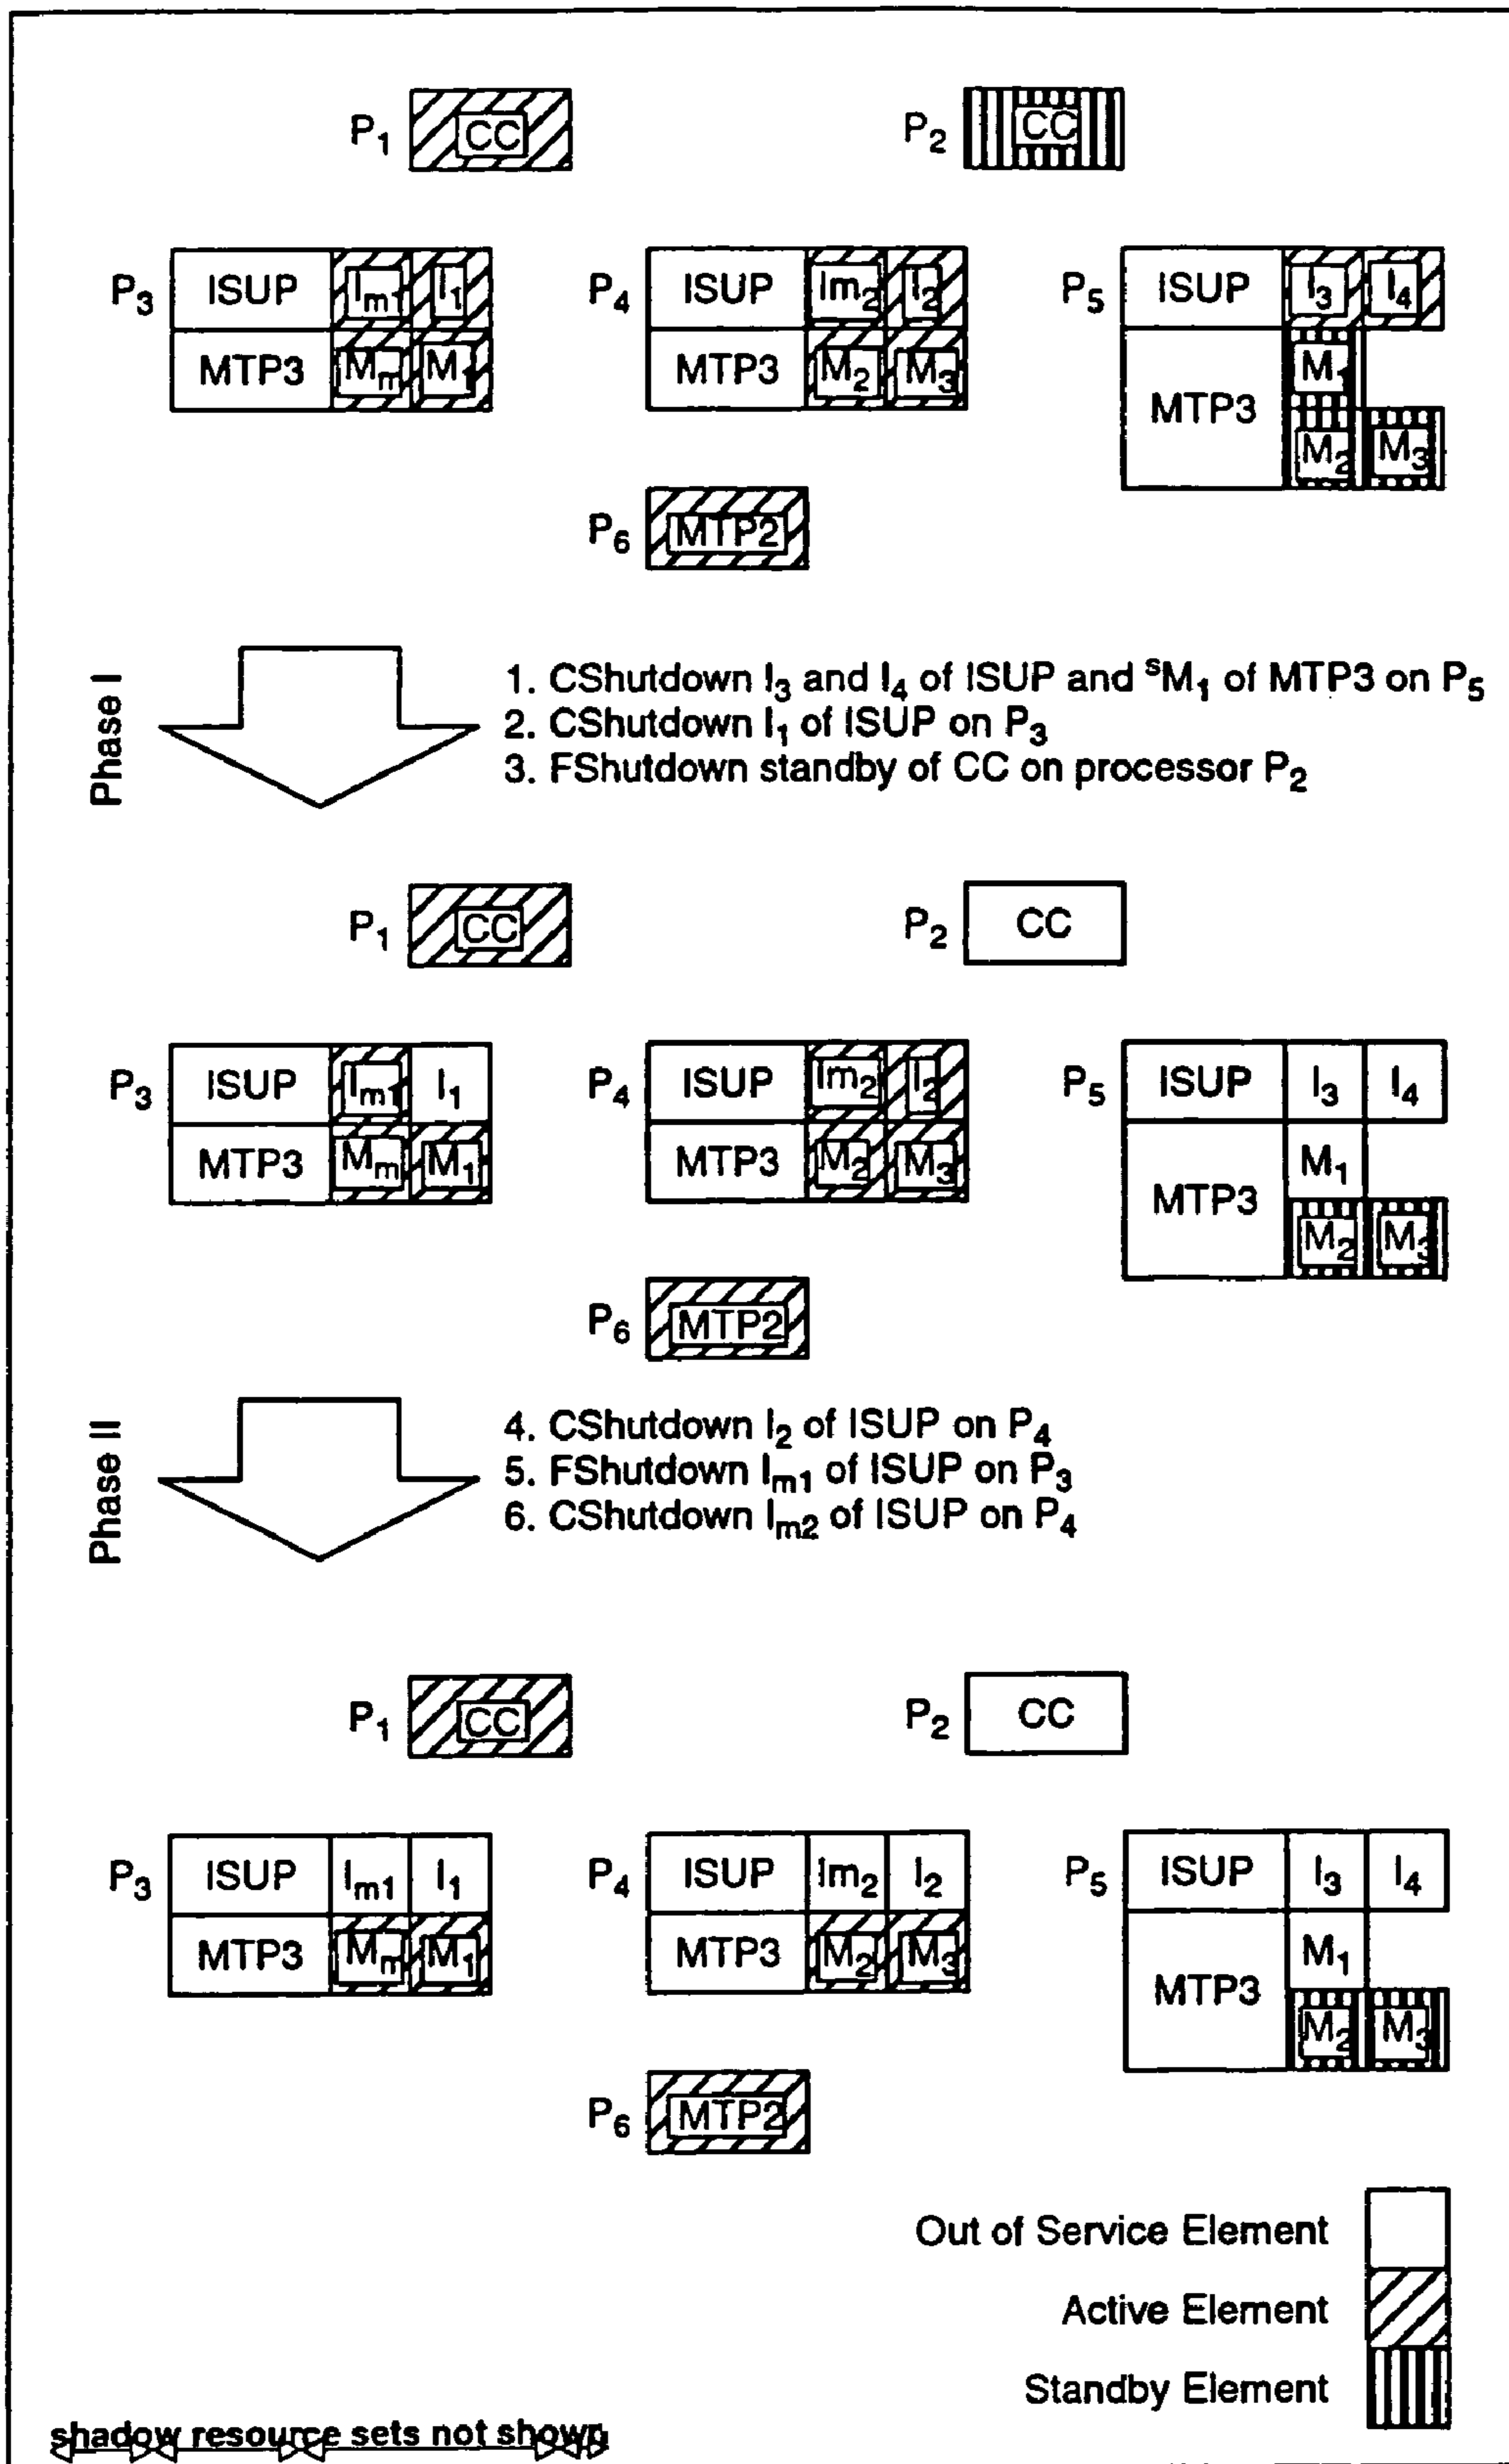 P1 CC P2 CC
P3 ISUP Im1 I1 P4 ISUP Im2 I2 P5 ISUP I3 I4
MTP3 Mm M1 MTP3 M2 M3 MTP3 M1
M2 M3
P6 MTP2
Phase I
1. CShutdown I3 and I4 of ISUP and SM1 of MTP3 on P5
2. CShutdown I1 of ISUP on P3
3. FShutdown standby of CC on processor P2
P1 CC P2 CC
P3 ISUP Im1 I1 P4 ISUP Im2 I2 P5 ISUP I3 I4
MTP3 Mm M1 MTP3 M2 M3 MTP3 M1
M2 M3
P6 MTP2
Phase II
4. CShutdown I2 of ISUP on P4
5. FShutdown Im1 of ISUP on P3
6. CShutdown Im2 of ISUP on P4
P1 CC P2 CC
P3 ISUP Im1 I1 P4 ISUP Im2 I2 P5 ISUP I3 I4
MTP3 Mm M1 MTP3 M2 M3 MTP3 M1
M2 M3
P6 MTP2
Out of Service Element
Active Element
Standby Element
shadow resource sets not shown